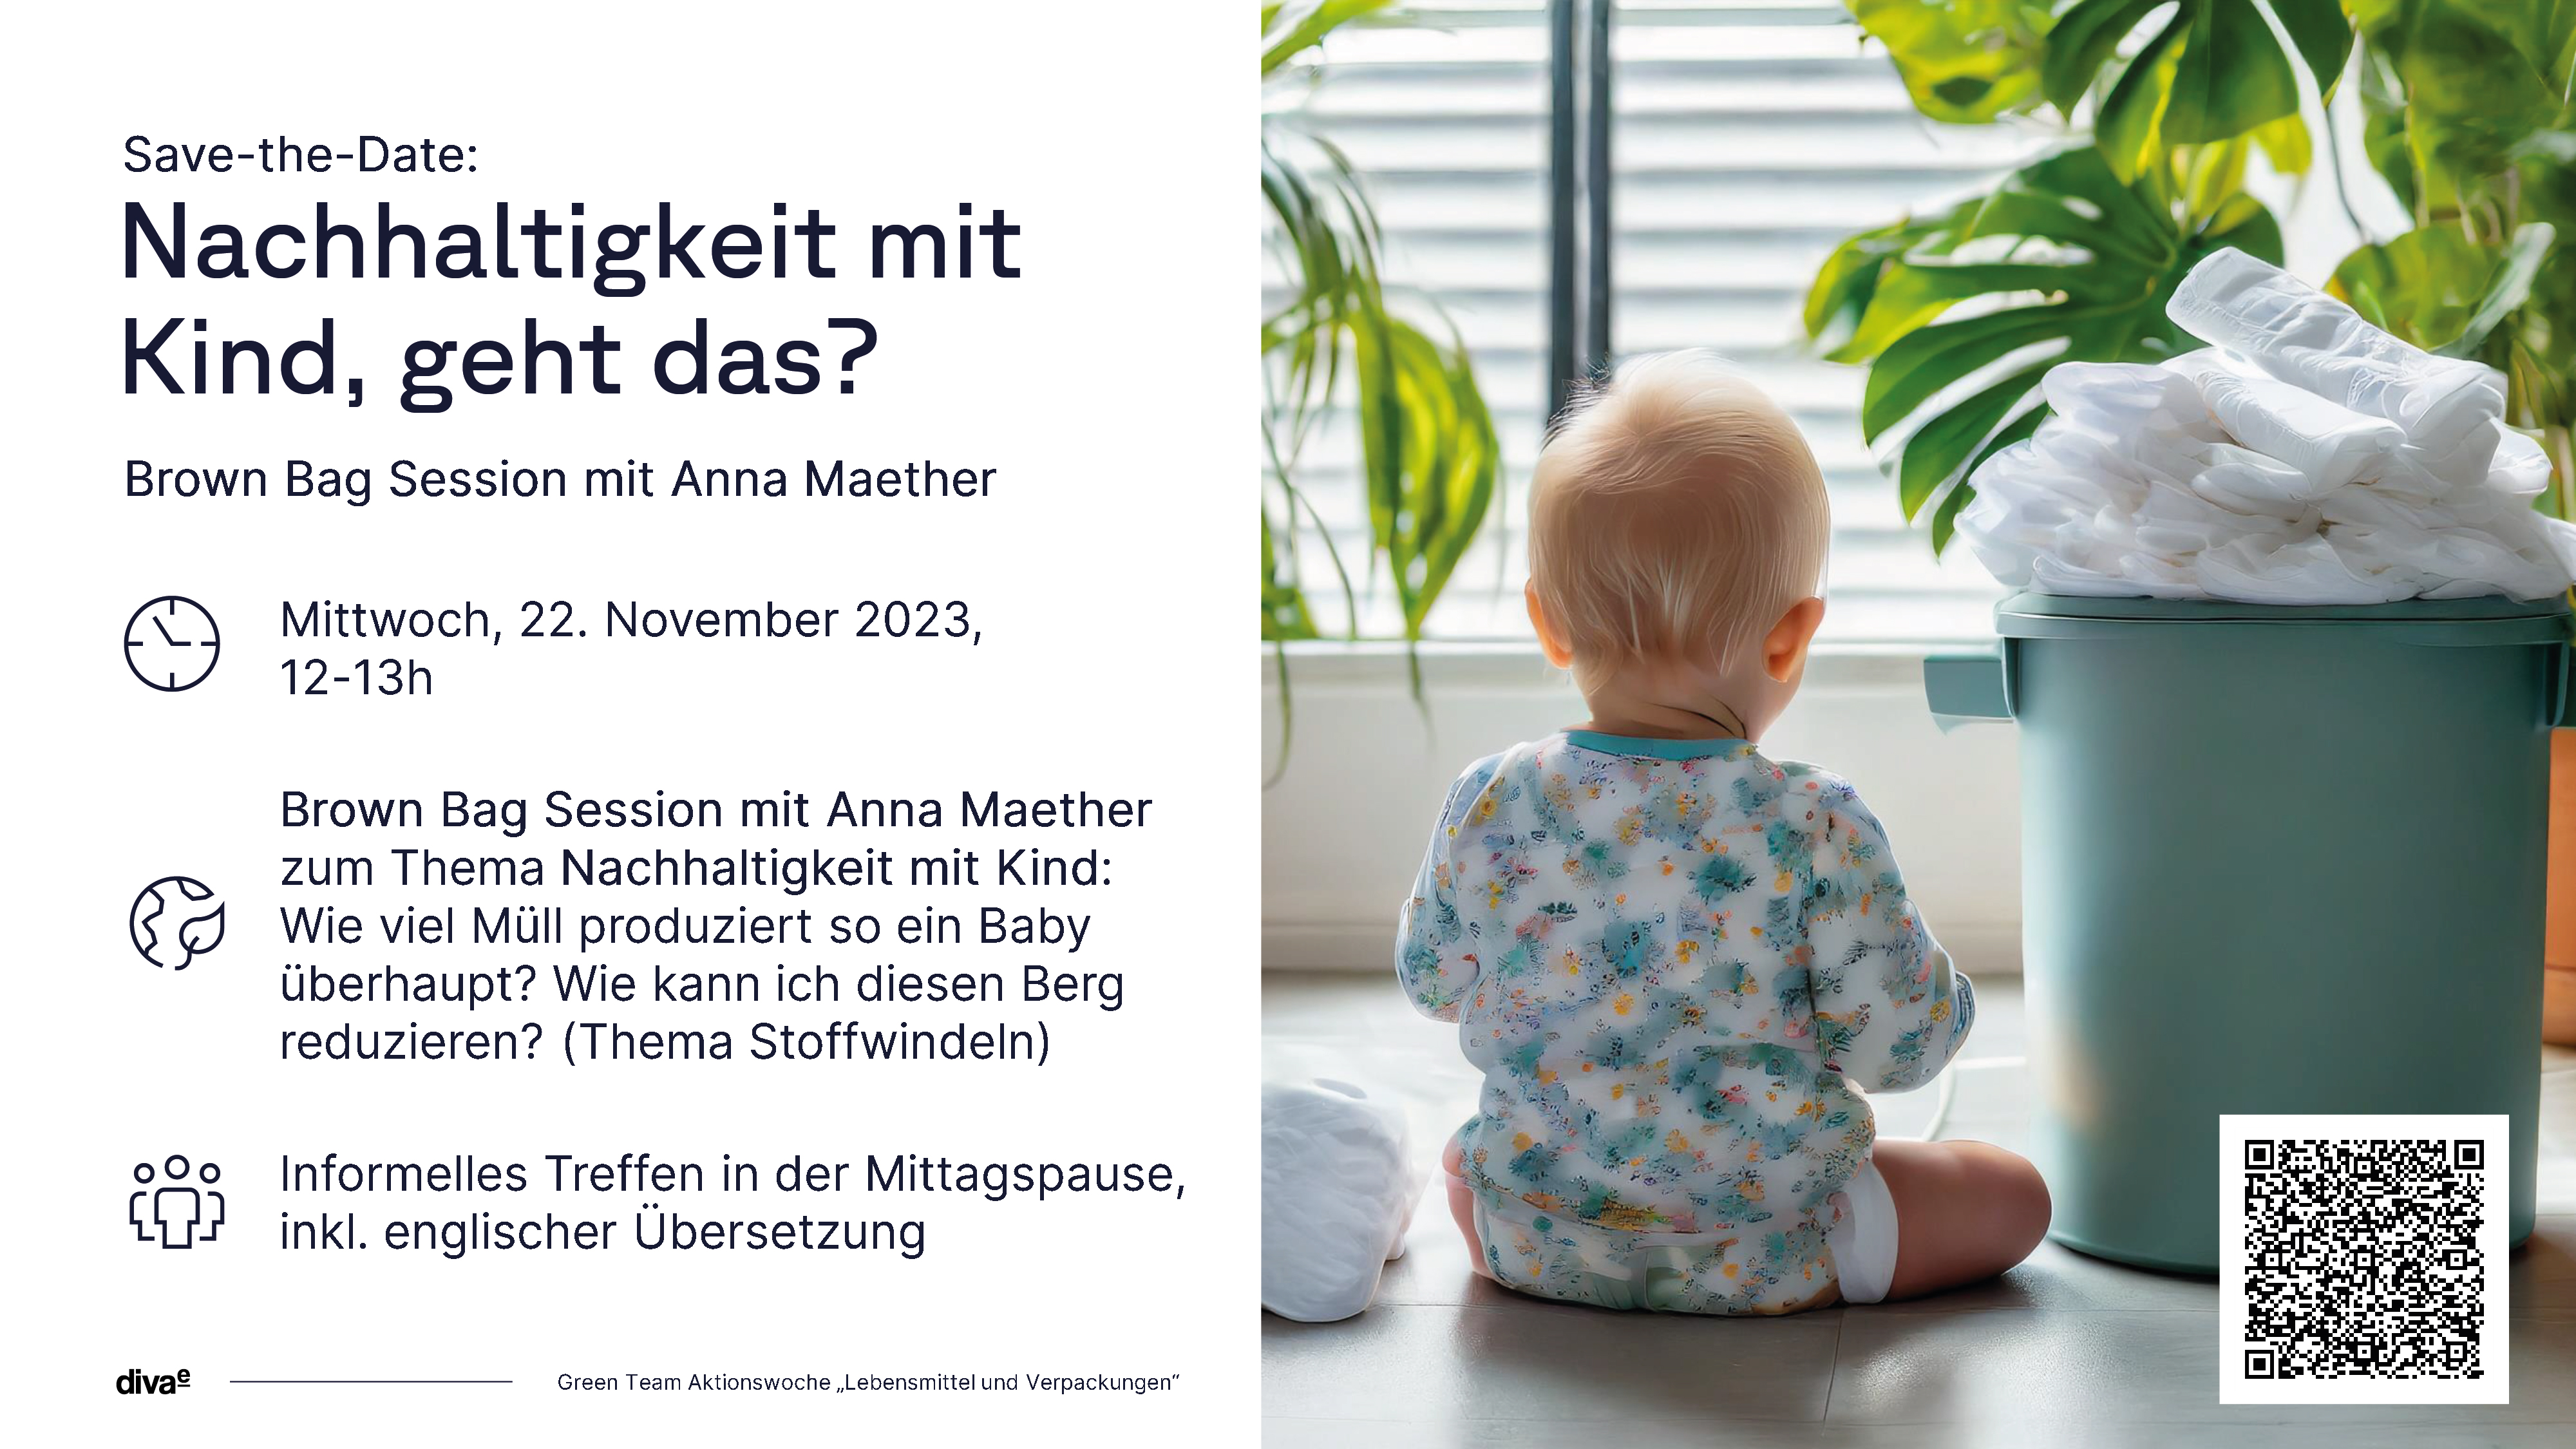 Save-the-Date:
Nachhaltigkeit mit
Kind, geht das?
Brown Bag Session mit Anna Maether
Mittwoch, 22. November 2023,
12-13h
Brown Bag Session mit Anna Maether
zum Thema Nachhaltigkeit mit Kind:
Wie viel Müll produziert so ein Baby
überhaupt? Wie kann ich diesen Berg
reduzieren? (Thema Stoffwindeln)
Informelles Treffen in der Mittagspause,
inkl. englischer Übersetzung
divae
Green Team Aktionswoche „Lebensmittel und Verpackungen“